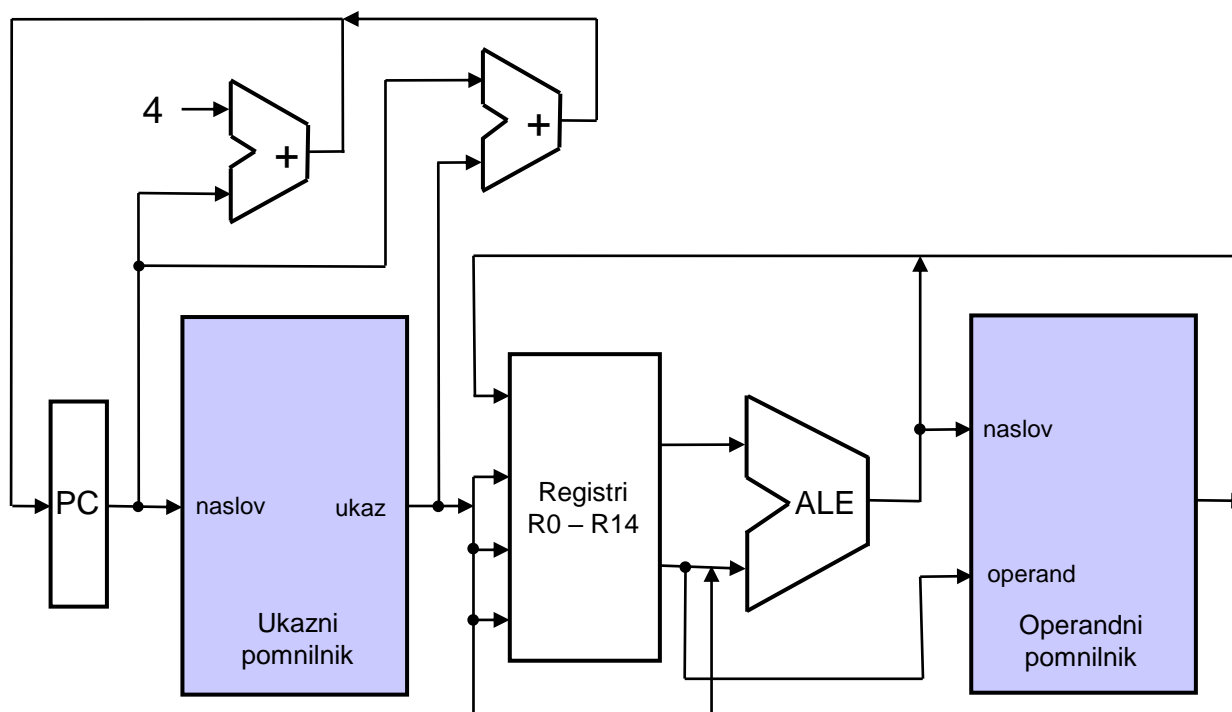 4
+
+
PC
naslov
ukaz
Ukazni
pomnilnik
Registri
R0 – R14
ALE
naslov
operand
Operandni
pomnilnik